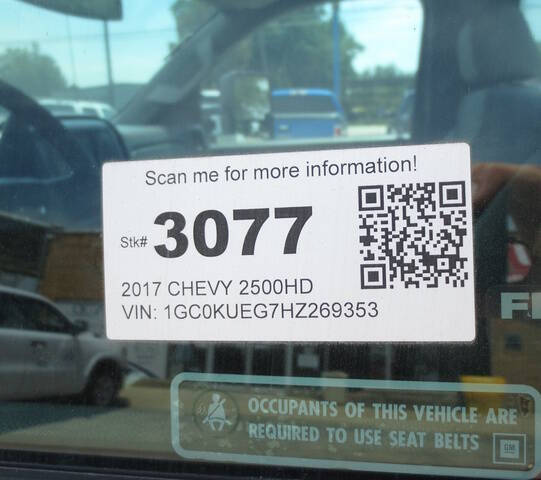 Scan me for more information!
Stk# 3077
2017 CHEVY 2500HD
VIN: 1GC0KUEG7HZ269353
OCCUPANTS OF THIS VEHICLE ARE
REQUIRED TO USE SEAT BELTS
GM